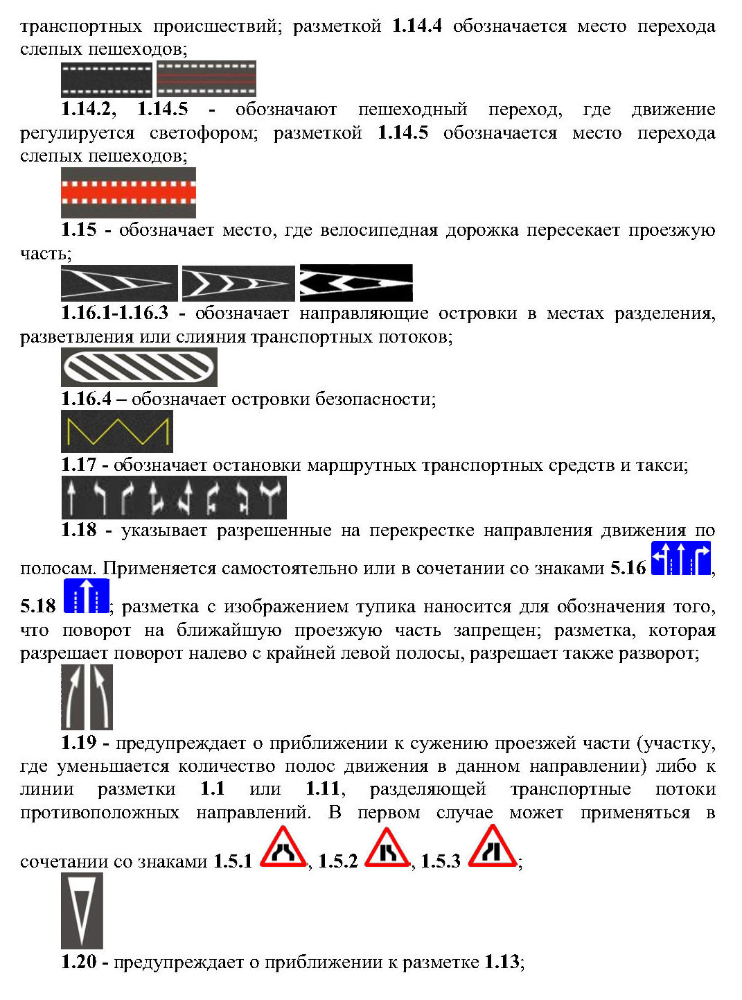 транспортных происшествий; разметкой 1.14.4 обозначается место перехода
слепых пешеходов;
1.14.2, 1.14.5 - обозначают пешеходный переход, где движение
регулируется светофором; разметкой 1.14.5 обозначается место перехода
слепых пешеходов;
1.15 - обозначает место, где велосипедная дорожка пересекает проезжую
часть;
1.16.1-1.16.3 - обозначает направляющие островки в местах разделения,
разветвления или слияния транспортных потоков;
1.16.4 – обозначает островки безопасности;
1.17 - обозначает остановки маршрутных транспортных средств и такси;
1.18 - указывает разрешенные на перекрестке направления движения по
полосам. Применяется самостоятельно или в сочетании со знаками 5.16 ,
5.18 ; разметка с изображением тупика наносится для обозначения того,
что поворот на ближайшую проезжую часть запрещен; разметка, которая
разрешает поворот налево с крайней левой полосы, разрешает также разворот;
1.19 - предупреждает о приближении к сужению проезжей части (участку,
где уменьшается количество полос движения в данном направлении) либо к
линии разметки 1.1 или 1.11, разделяющей транспортные потоки
противоположных направлений. В первом случае может применяться в
сочетании со знаками 1.5.1 , 1.5.2 , 1.5.3 ;
1.20 - предупреждает о приближении к разметке 1.13;